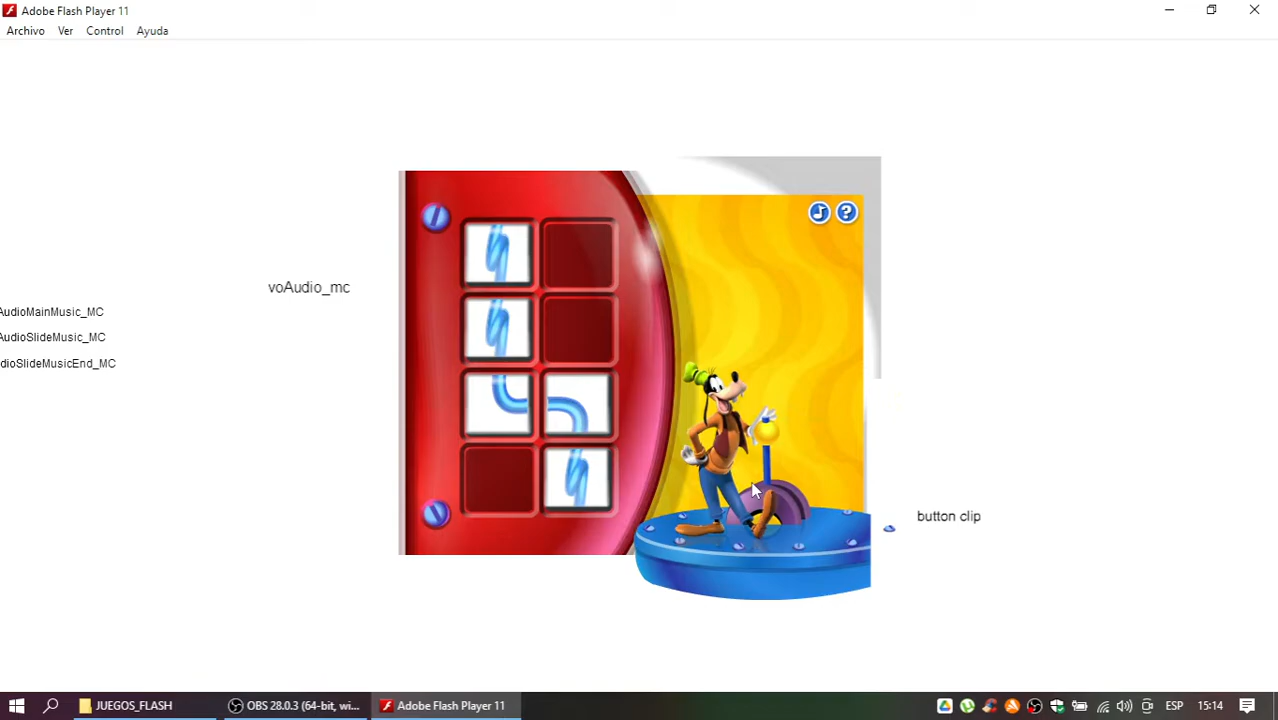 Adobe Flash Player 11
Archivo Ver Control Ayuda
voAudio_mc
AudioMainMusic_MC
AudioSlideMusic_MC
dioSlideMusicEnd_MC
?
button clip
JUEGOS_FLASH
OBS 28.0.3 (64-bit, wi...
Adobe Flash Player 11
ESP
15:14